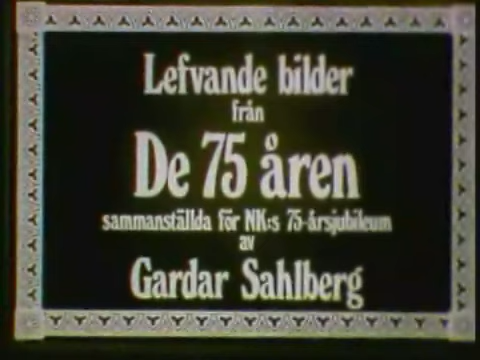 Lefvande bilder
från
De 75 åren
sammanställda för NK:s 75-årsjubileum
av
Gardar Sahlberg